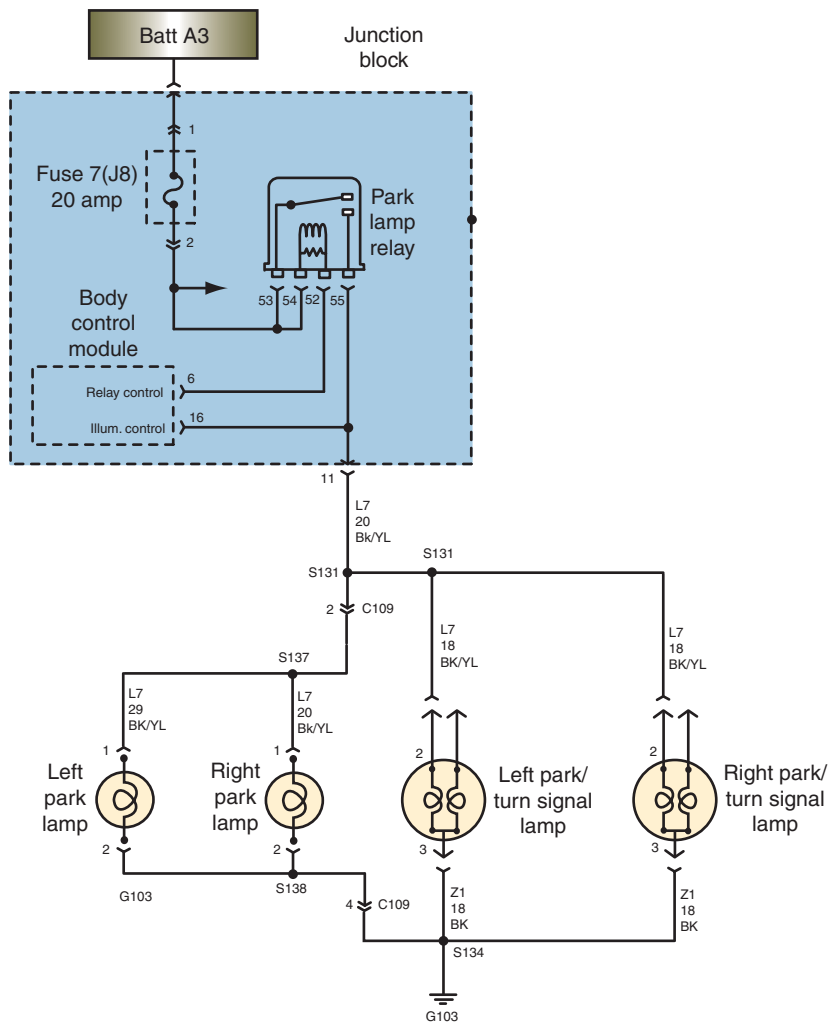 Batt A3
Junction
block
1
Fuse 7(J8)
20 amp
2
Park
lamp
relay
53 54 52 55
Body
control
module
Relay control
6
Illum. control
16
11
L7
20
Bk/YL
S131
S131
2
C109
L7
18
BK/YL
L7
18
BK/YL
S137
L7
29
BK/YL
L7
20
Bk/YL
1
Left
park
lamp
2
1
Right
park
lamp
2
2
Left park/
turn signal
lamp
3
2
Right park/
turn signal
lamp
3
G103
S138
4
C109
Z1
18
BK
Z1
18
BK
S134
G103